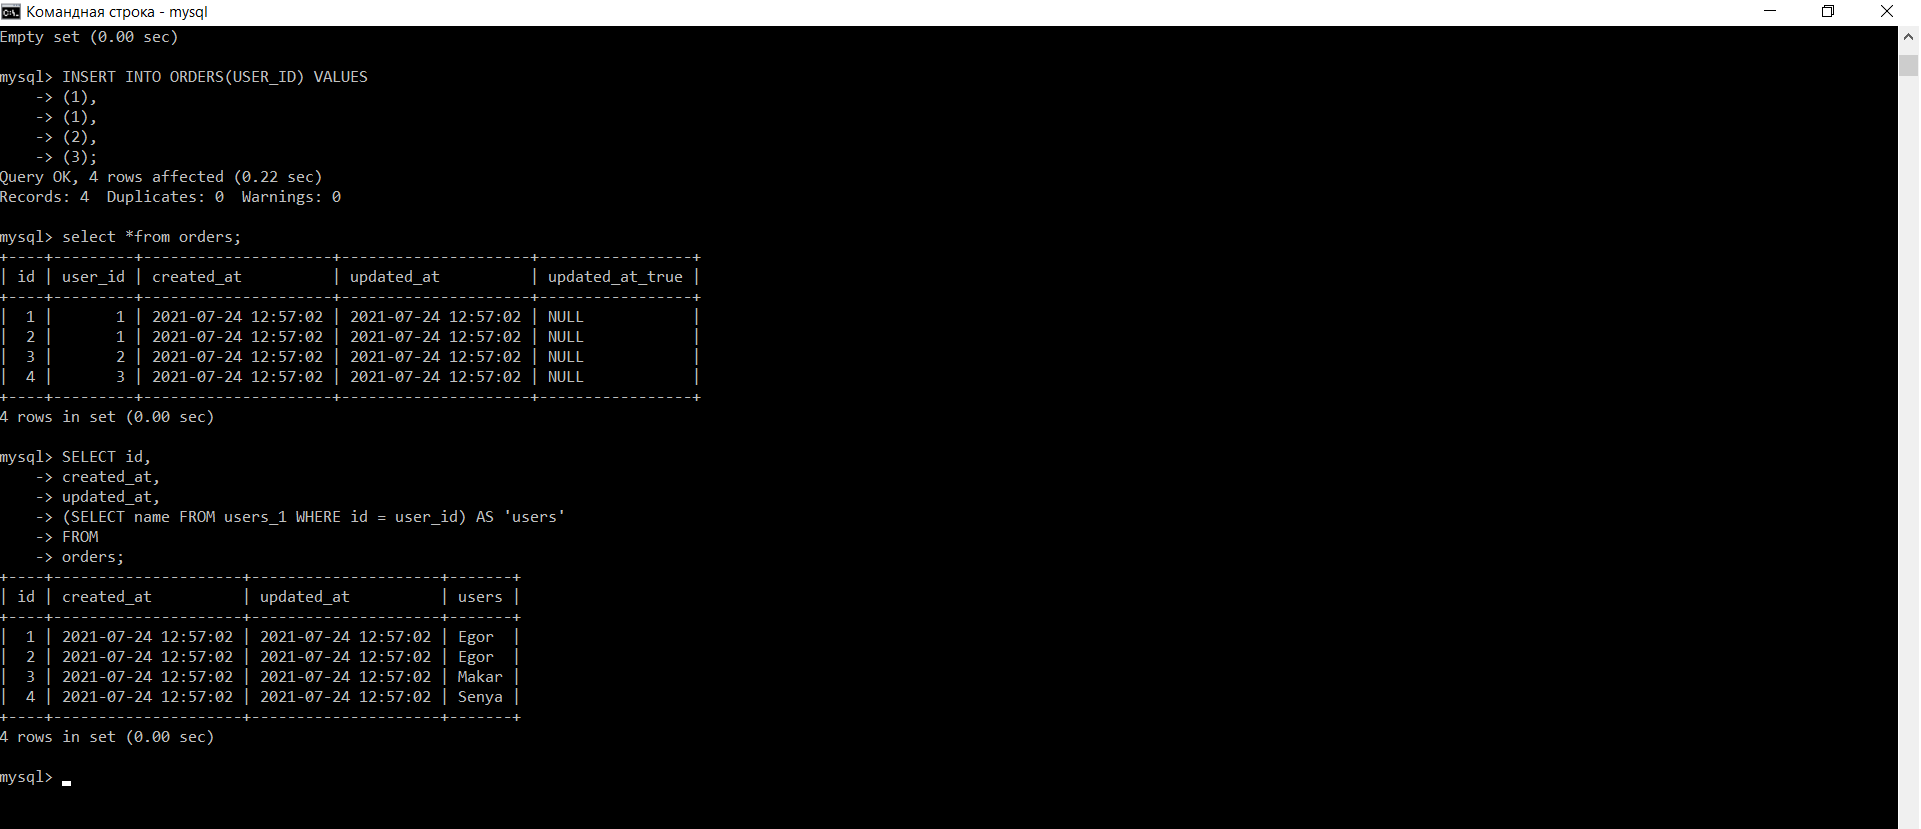 Командная строка - mysql
Empty set (0.00 sec)
mysql> INSERT INTO ORDERS(USER_ID) VALUES
    -> (1),
    -> (1),
    -> (2),
    -> (3);
Query OK, 4 rows affected (0.22 sec)
Records: 4  Duplicates: 0  Warnings: 0
mysql> select *from orders;
+----+---------+---------------------+---------------------+-----------------+
| id | user_id | created_at          | updated_at          | updated_at_true |
+----+---------+---------------------+---------------------+-----------------+
|  1 |       1 | 2021-07-24 12:57:02 | 2021-07-24 12:57:02 | NULL            |
|  2 |       1 | 2021-07-24 12:57:02 | 2021-07-24 12:57:02 | NULL            |
|  3 |       2 | 2021-07-24 12:57:02 | 2021-07-24 12:57:02 | NULL            |
|  4 |       3 | 2021-07-24 12:57:02 | 2021-07-24 12:57:02 | NULL            |
+----+---------+---------------------+---------------------+-----------------+
4 rows in set (0.00 sec)
mysql> SELECT id,
    -> created_at,
    -> updated_at,
    -> (SELECT name FROM users_1 WHERE id = user_id) AS 'users'
    -> FROM
    -> orders;
+----+---------------------+---------------------+-------+
| id | created_at          | updated_at          | users |
+----+---------------------+---------------------+-------+
|  1 | 2021-07-24 12:57:02 | 2021-07-24 12:57:02 | Egor  |
|  2 | 2021-07-24 12:57:02 | 2021-07-24 12:57:02 | Egor  |
|  3 | 2021-07-24 12:57:02 | 2021-07-24 12:57:02 | Makar |
|  4 | 2021-07-24 12:57:02 | 2021-07-24 12:57:02 | Senya |
+----+---------------------+---------------------+-------+
4 rows in set (0.00 sec)
mysql>